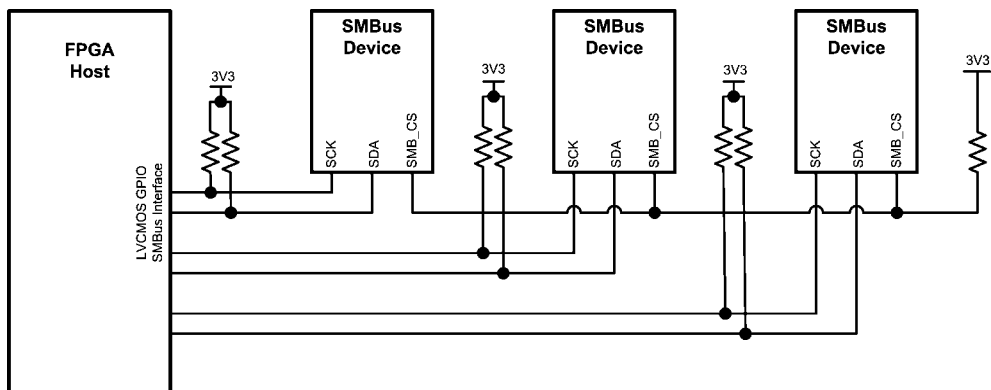 FPGA
Host
LVCMOS GPIO
SMBus Interface
3V3
SMBus
Device
SCK
SDA
SMB_CS
3V3
SMBus
Device
SCK
SDA
SMB_CS
3V3
SMBus
Device
SCK
SDA
SMB_CS
3V3